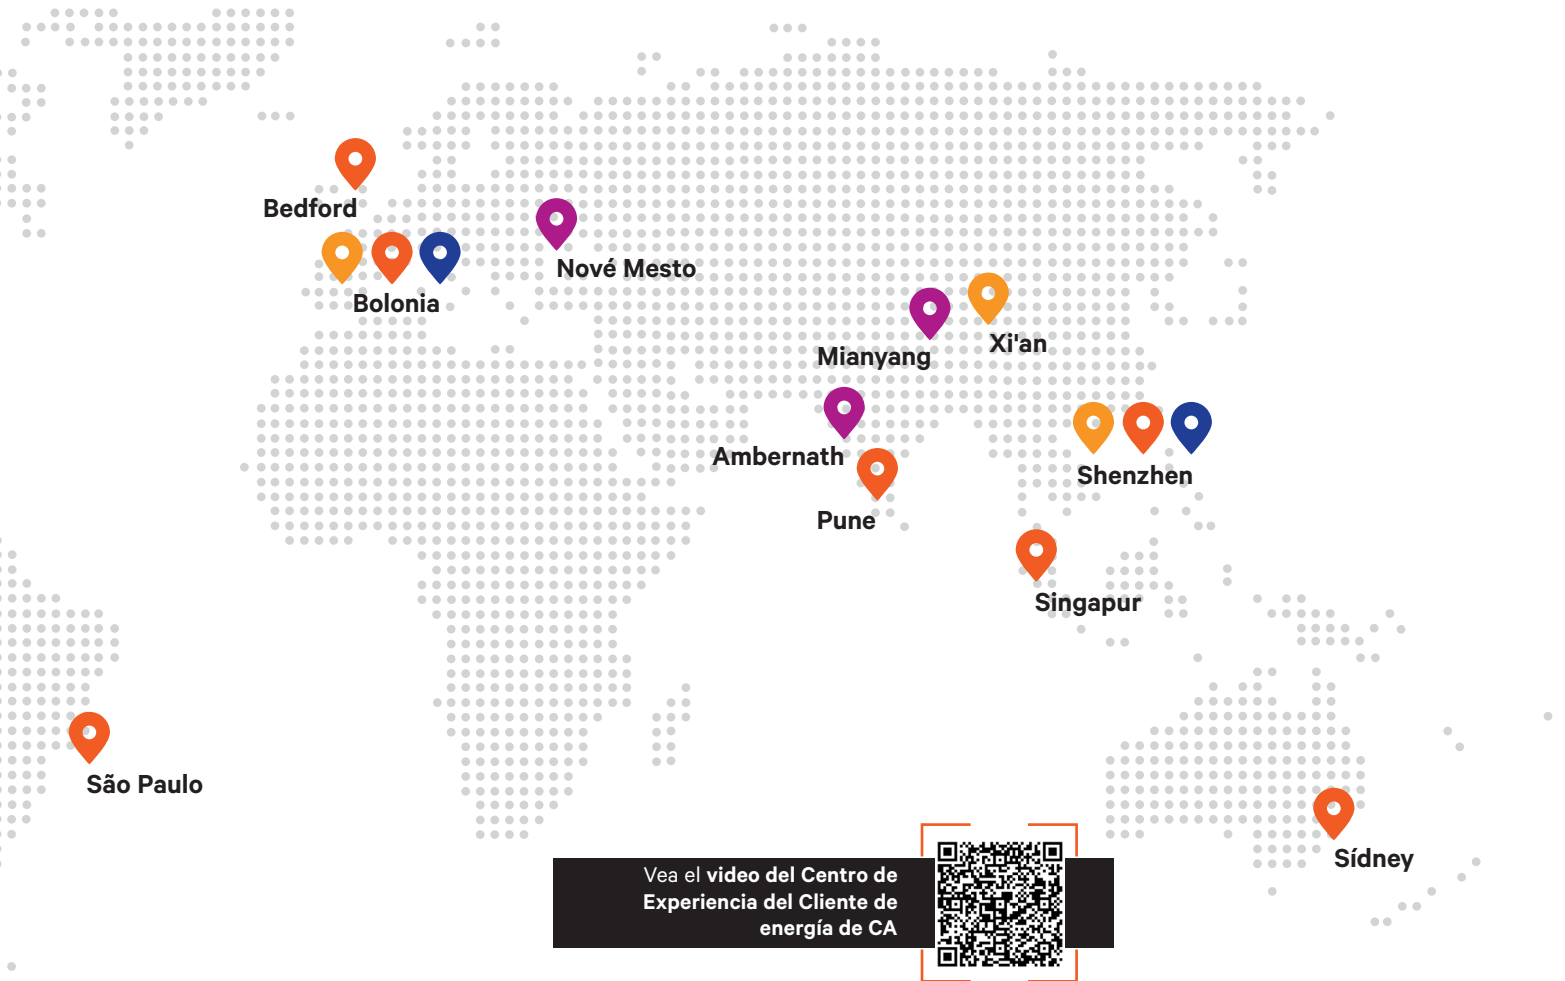 Bedford
Nové Mesto
Bolonia
Xi'an
Mianyang
Ambernath
Shenzhen
Pune
Singapur
São Paulo
Sídney
Vea el video del Centro de
Experiencia del Cliente de
energía de CA